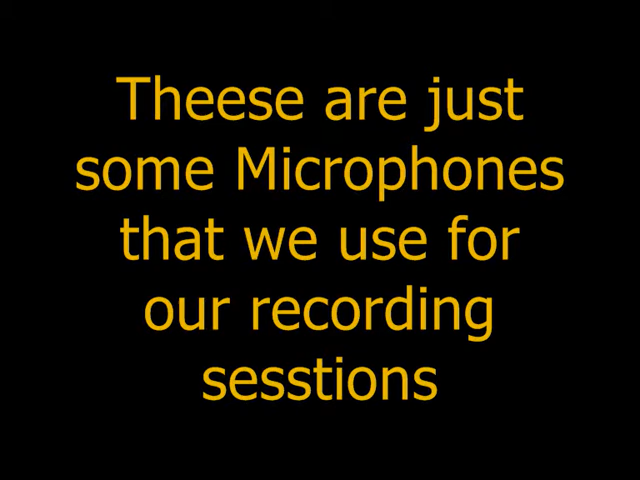 Theese are just
some Microphones
that we use for
our recording
sesstions